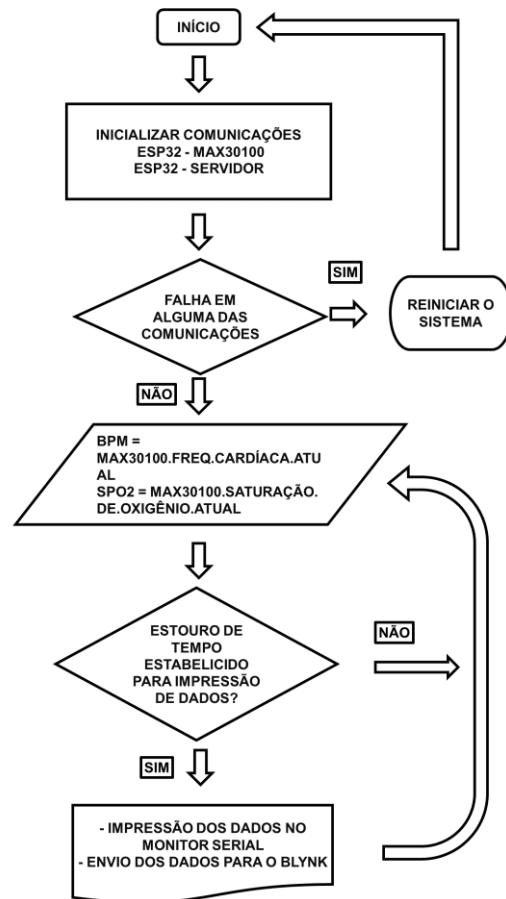 INÍCIO
INICIALIZAR COMUNICAÇÕES
ESP32 - MAX30100
ESP32 - SERVIDOR
SIM
FALHA EM
ALGUMA DAS
COMUNICAÇÕES
REINICIAR O
SISTEMA
NÃO
BPM =
MAX30100.FREQ.CARDÍACA.ATU
AL
SPO2 = MAX30100.SATURAÇÃO.
DE.OXIGÊNIO.ATUAL
ESTOURO DE
TEMPO
ESTABELICIDO
PARA IMPRESSÃO
DE DADOS?
NÃO
SIM
- IMPRESSÃO DOS DADOS NO
MONITOR SERIAL
- ENVIO DOS DADOS PARA O BLYNK